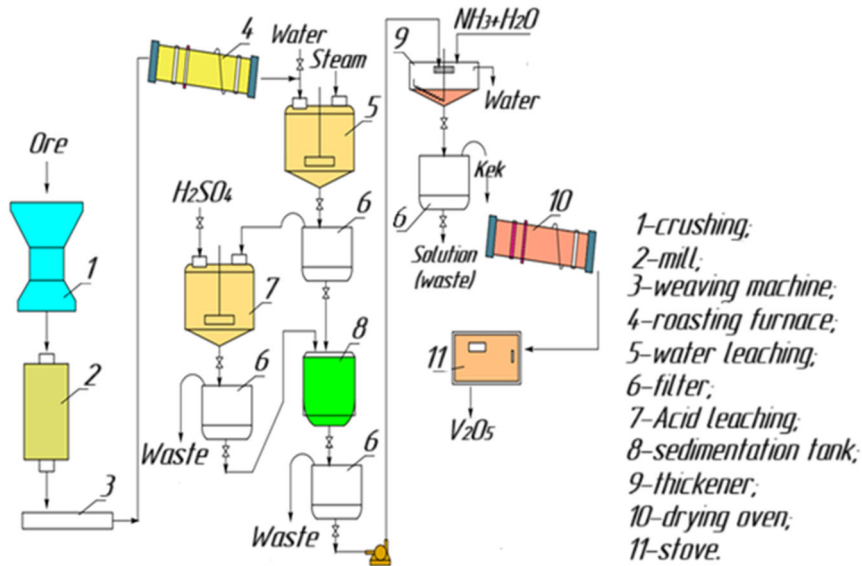 4
Water
Steam
9
NH3+H2O
5
Water
Ore
Kek
H2SO4
6
6
10
Solution
(waste)
1
7
8
11
2
6
6
V2O5
Waste
3
Waste
1-crushing;
2-mill;
3-weaving machine;
4-roasting furnace;
5-water leaching;
6-filter;
7-Acid leaching;
8-sedimentation tank;
9-thickener;
10-drying oven;
11-stove.